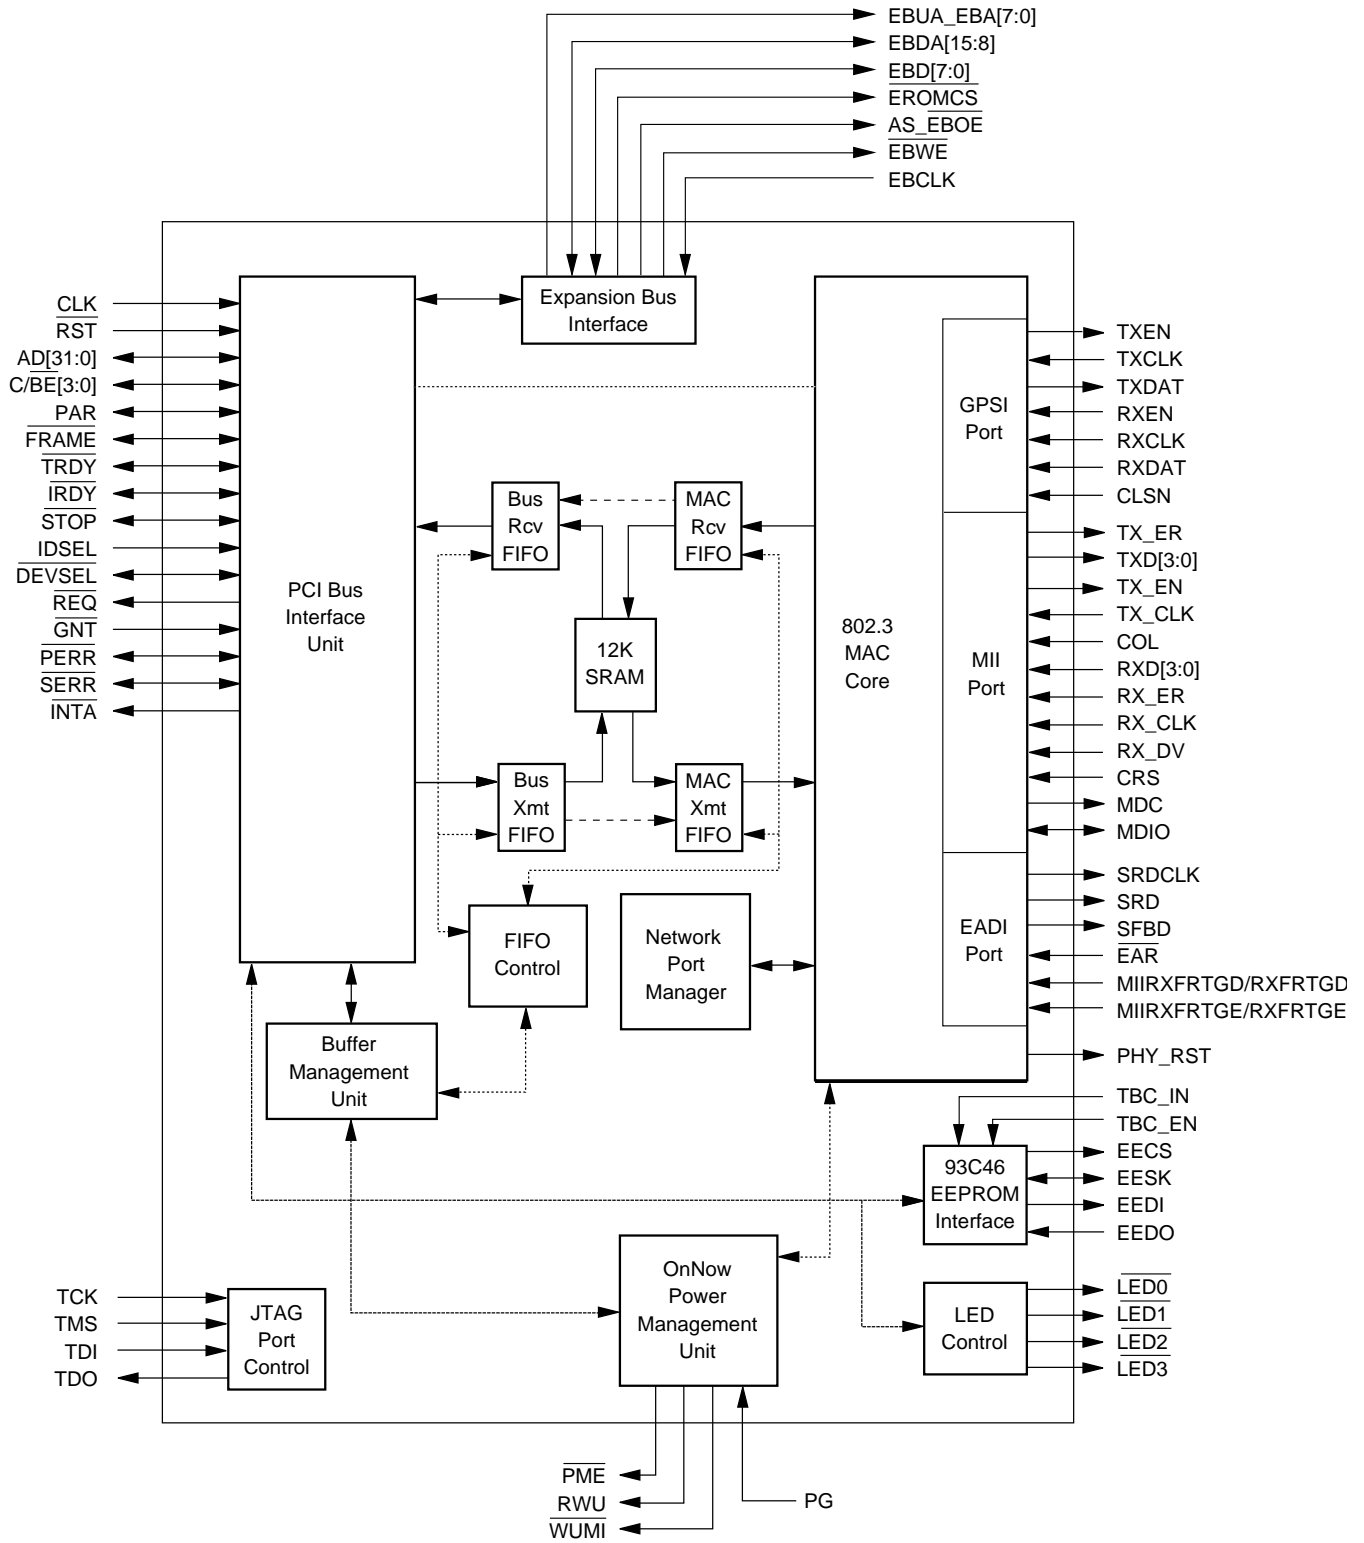 EBUA_EBA[7:0]
EBDA[15:8]
EBD[7:0]
EROMCS
AS_EBOE
EBWE
EBCLK
CLK
RST
AD[31:0]
C/BE[3:0]
PAR
FRAME
TRDY
IRDY
STOP
IDSEL
DEVSEL
REQ
GNT
PERR
SERR
INTA
PCI Bus
Interface
Unit
Expansion Bus
Interface
Bus
Rcv
FIFO
MAC
Rcv
FIFO
12K
SRAM
Bus
Xmt
FIFO
MAC
Xmt
FIFO
FIFO
Control
Network
Port
Manager
Buffer
Management
Unit
802.3
MAC
Core
GPSI
Port
MII
Port
EADI
Port
TXEN
TXCLK
TXDAT
RXEN
RXCLK
RXDAT
CLSN
TX_ER
TXD[3:0]
TX_EN
TX_CLK
COL
RXD[3:0]
RX_ER
RX_CLK
RX_DV
CRS
MDC
MDIO
SRDCLK
SRD
SFBD
EAR
MIIRXFRTGD/RXFRTGD
MIIRXFRTGE/RXFRTGE
PHY_RST
TBC_IN
TBC_EN
EECS
EESK
EEDI
EEDO
93C46
EEPROM
Interface
LED
Control
LED0
LED1
LED2
LED3
OnNow
Power
Management
Unit
TCK
TMS
TDI
TDO
JTAG
Port
Control
PME
RWU
WUMI
PG